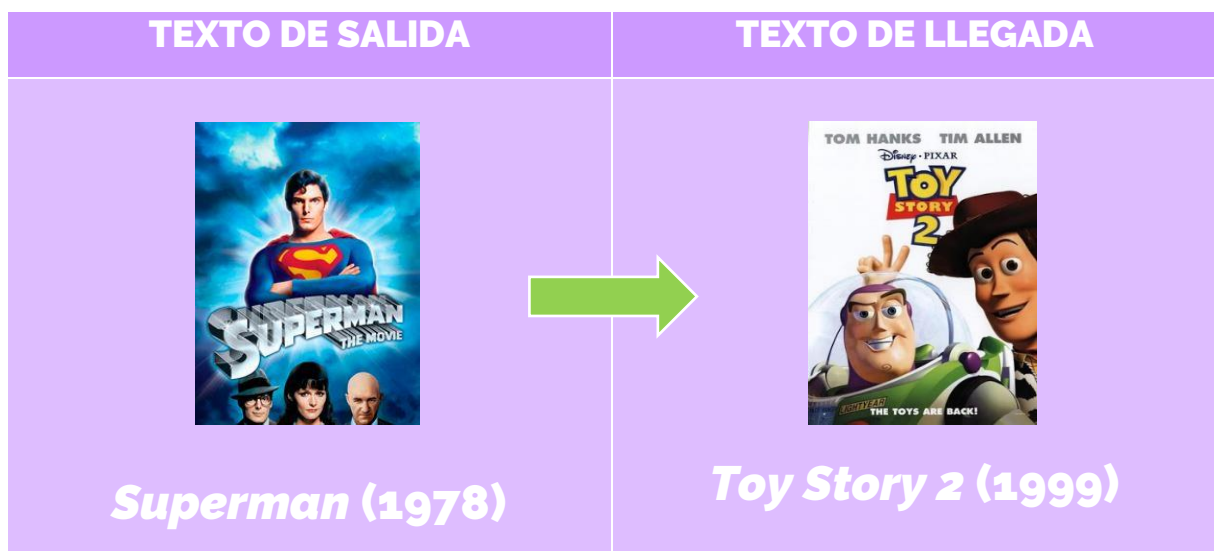 TEXTO DE SALIDA
TEXTO DE LLEGADA
SUPERMAN
THE MOVIE
Superman (1978)
TOM HANKS TIM ALLEN
Disney · PIXAR
TOY
STORY
2
LIGHTYEAR
THE TOYS ARE BACK!
Toy Story 2 (1999)